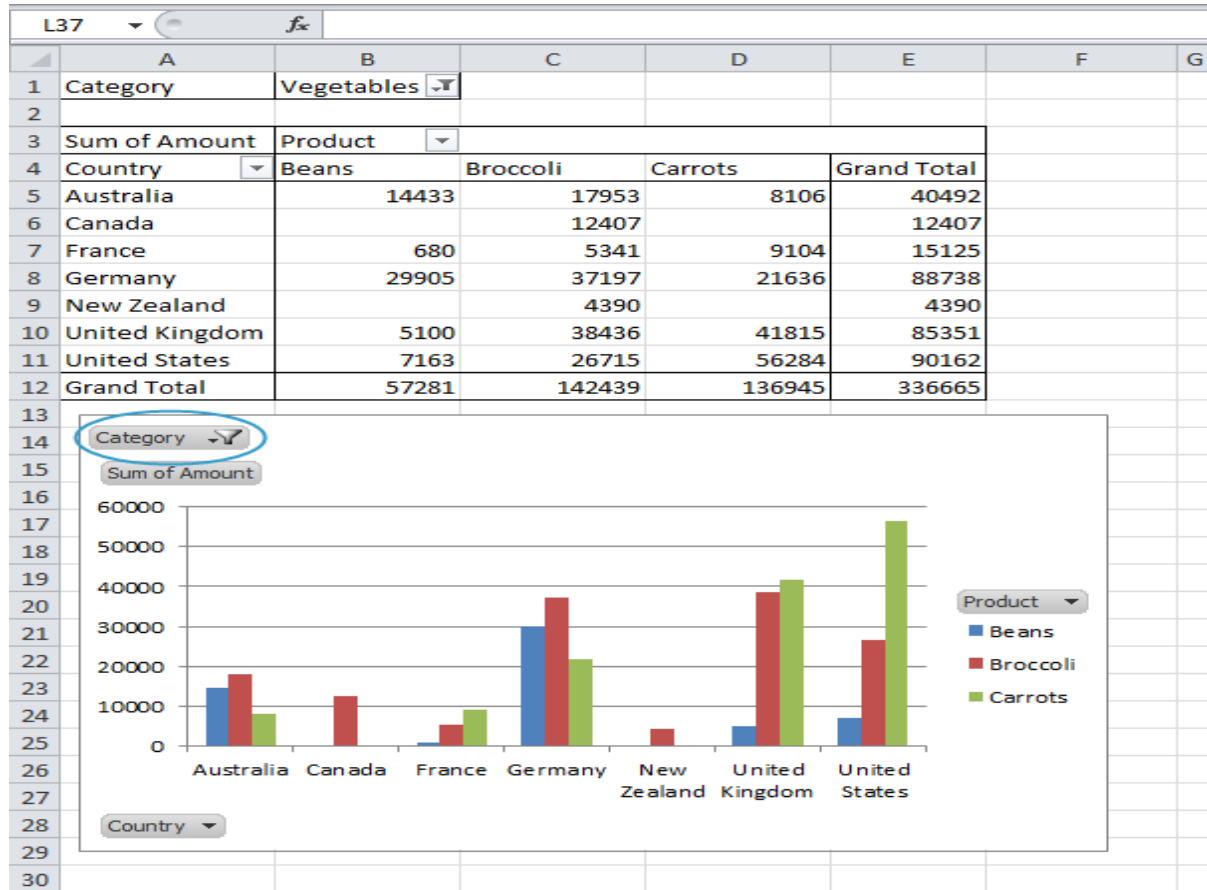 L37 fx
A B C D E F G
1 Category Vegetables
2
3 Sum of Amount Product
4 Country Beans Broccoli Carrots Grand Total
5 Australia 14433 17953 8106 40492
6 Canada 12407 12407
7 France 680 5341 9104 15125
8 Germany 29905 37197 21636 88738
9 New Zealand 4390 4390
10 United Kingdom 5100 38436 41815 85351
11 United States 7163 26715 56284 90162
12 Grand Total 57281 142439 136945 336665
13
14 Category
15 Sum of Amount
16
17
18
19
20
21
22
23
24
25
26
27
28
29
30
60000
50000
40000
30000
20000
10000
0
Australia Canada France Germany New Zealand United Kingdom United States
Product
Beans
Broccoli
Carrots
Country